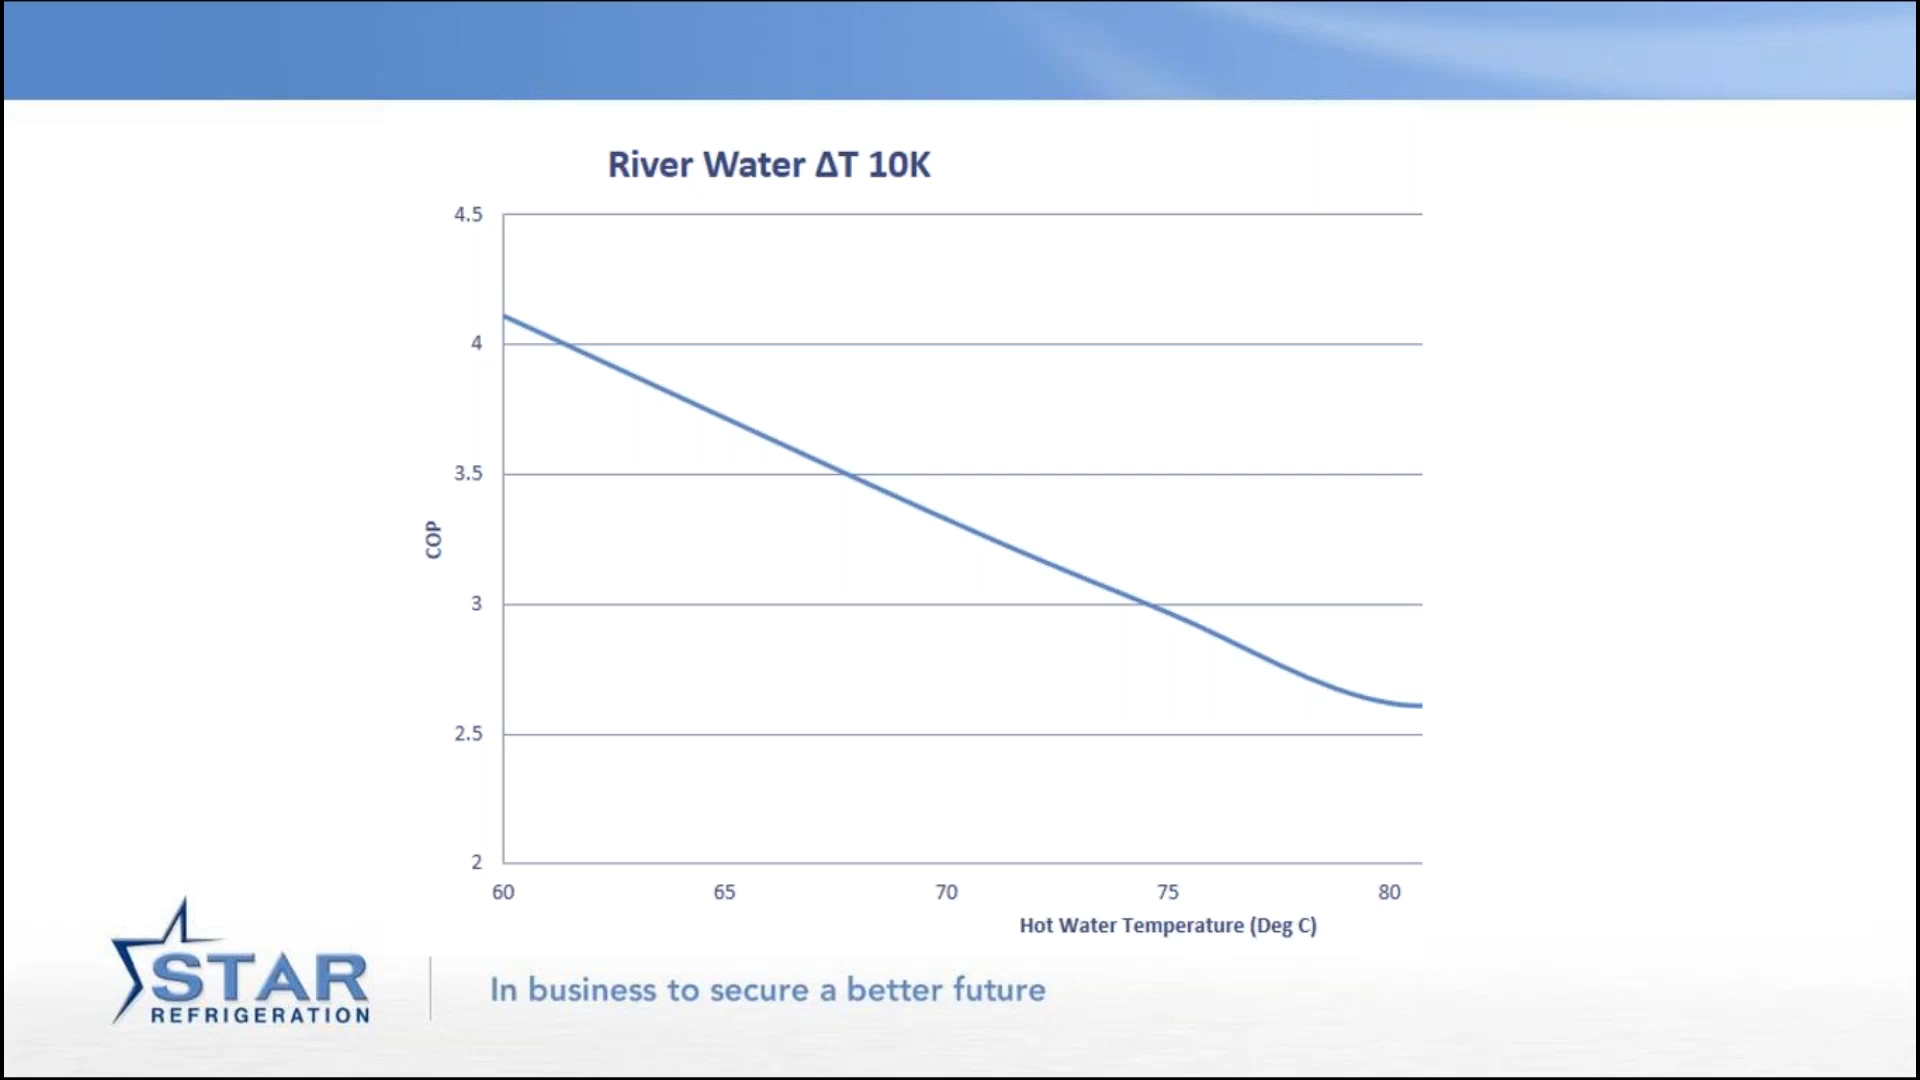 River Water ΔT 10K
4.5
4
3.5
3
2.5
2
COP
60 65 70 75 80
Hot Water Temperature (Deg C)
STAR
REFRIGERATION
In business to secure a better future